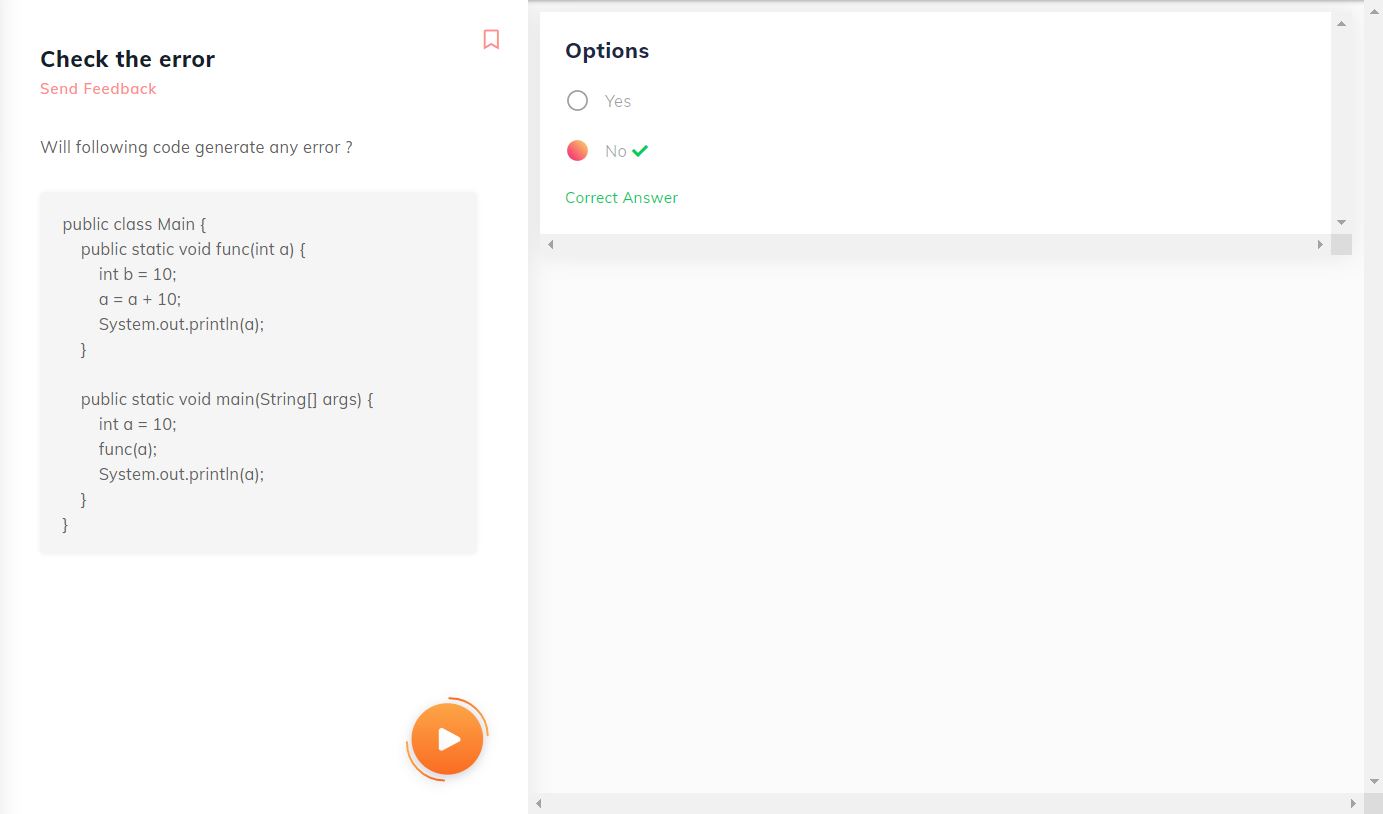 Check the error
Send Feedback
Will following code generate any error ?
public class Main {
    public static void func(int a) {
        int b = 10;
        a = a + 10;
        System.out.println(a);
    }

    public static void main(String[] args) {
        int a = 10;
        func(a);
        System.out.println(a);
    }
}
Options
Yes
No
Correct Answer